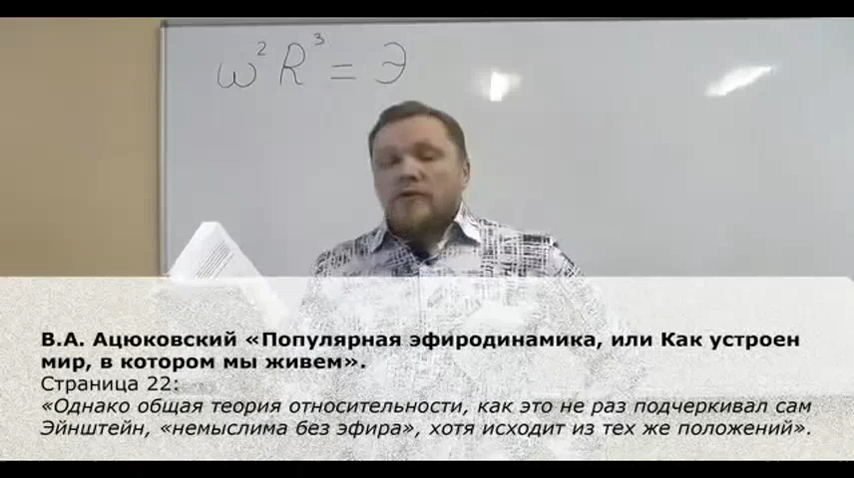 ω²R³ = Э
В.А. Ацюковский «Популярная эфиродинамика, или Как устроен
мир, в котором мы живем».
Страница 22:
«Однако общая теория относительности, как это не раз подчеркивал сам
Эйнштейн, «немыслима без эфира», хотя исходит из тех же положений».